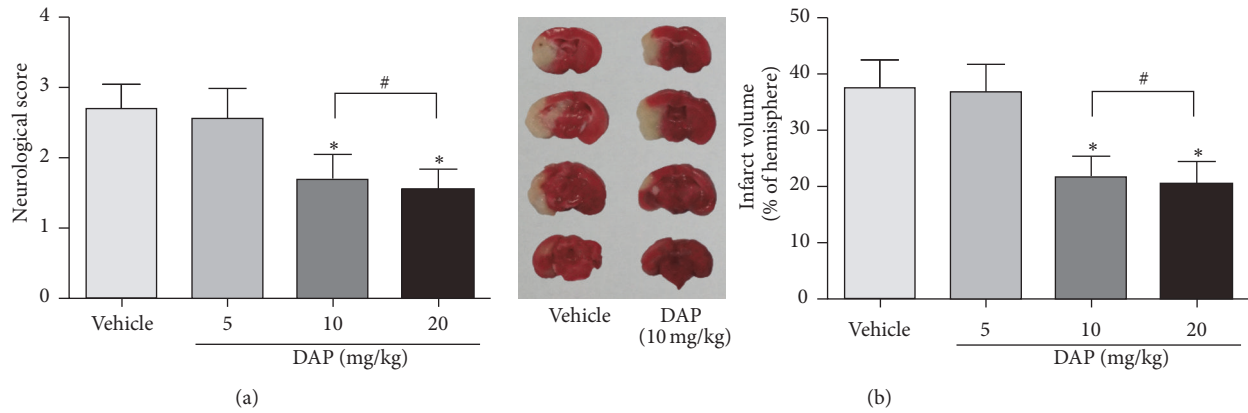 4
3
2
1
0
Neurological score
#
*
*
Vehicle
5
10
20
DAP (mg/kg)
(a)
Vehicle
DAP
(10 mg/kg)
50
40
30
20
10
0
Infarct volume
(% of hemisphere)
#
*
*
Vehicle
5
10
20
DAP (mg/kg)
(b)